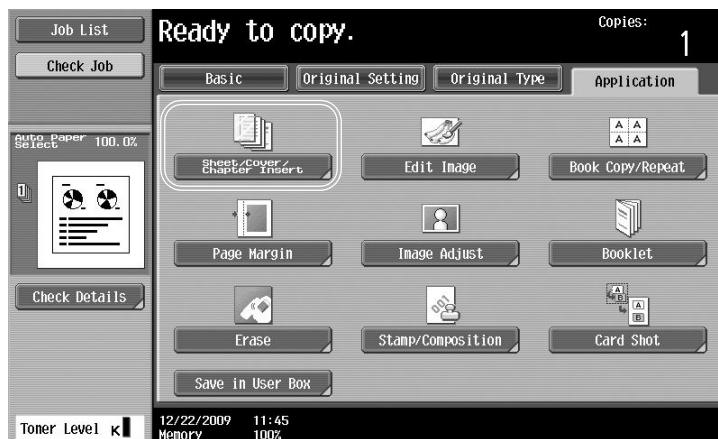 Job List
Ready to copy.
Copies:
1
Check Job
Basic
Original Setting
Original Type
Application
Auto Paper
Select
100.0%
Sheet/Cover/
Chapter Insert
Edit Image
A A
A A
Book Copy/Repeat
1
Page Margin
Image Adjust
Booklet
Check Details
001
A
B
A
B
Erase
Stamp/Composition
Card Shot
Save in User Box
Toner Level K
12/22/2009 11:45
Memory 100%